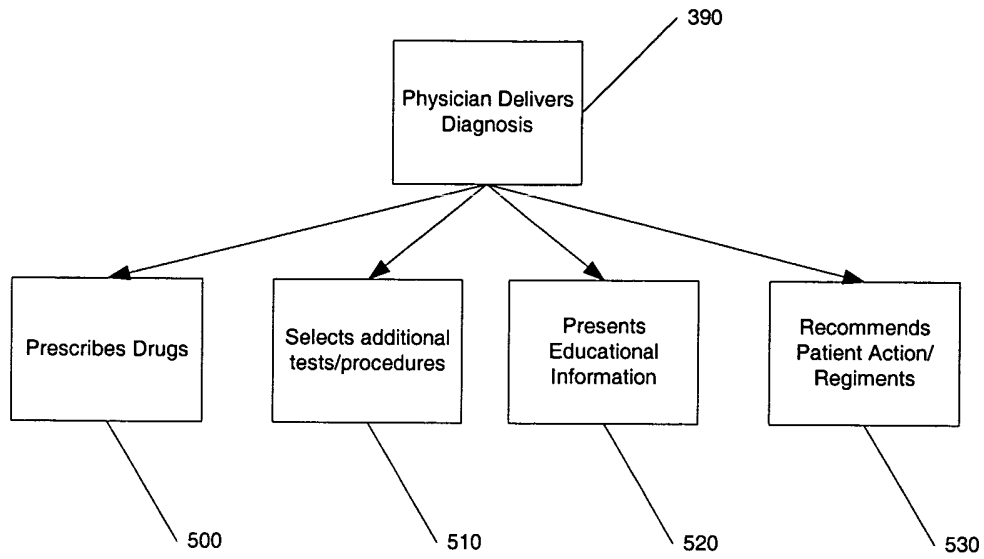 390
Physician Delivers
Diagnosis
Prescribes Drugs
Selects additional
tests/procedures
Presents
Educational
Information
Recommends
Patient Action/
Regiments
500
510
520
530